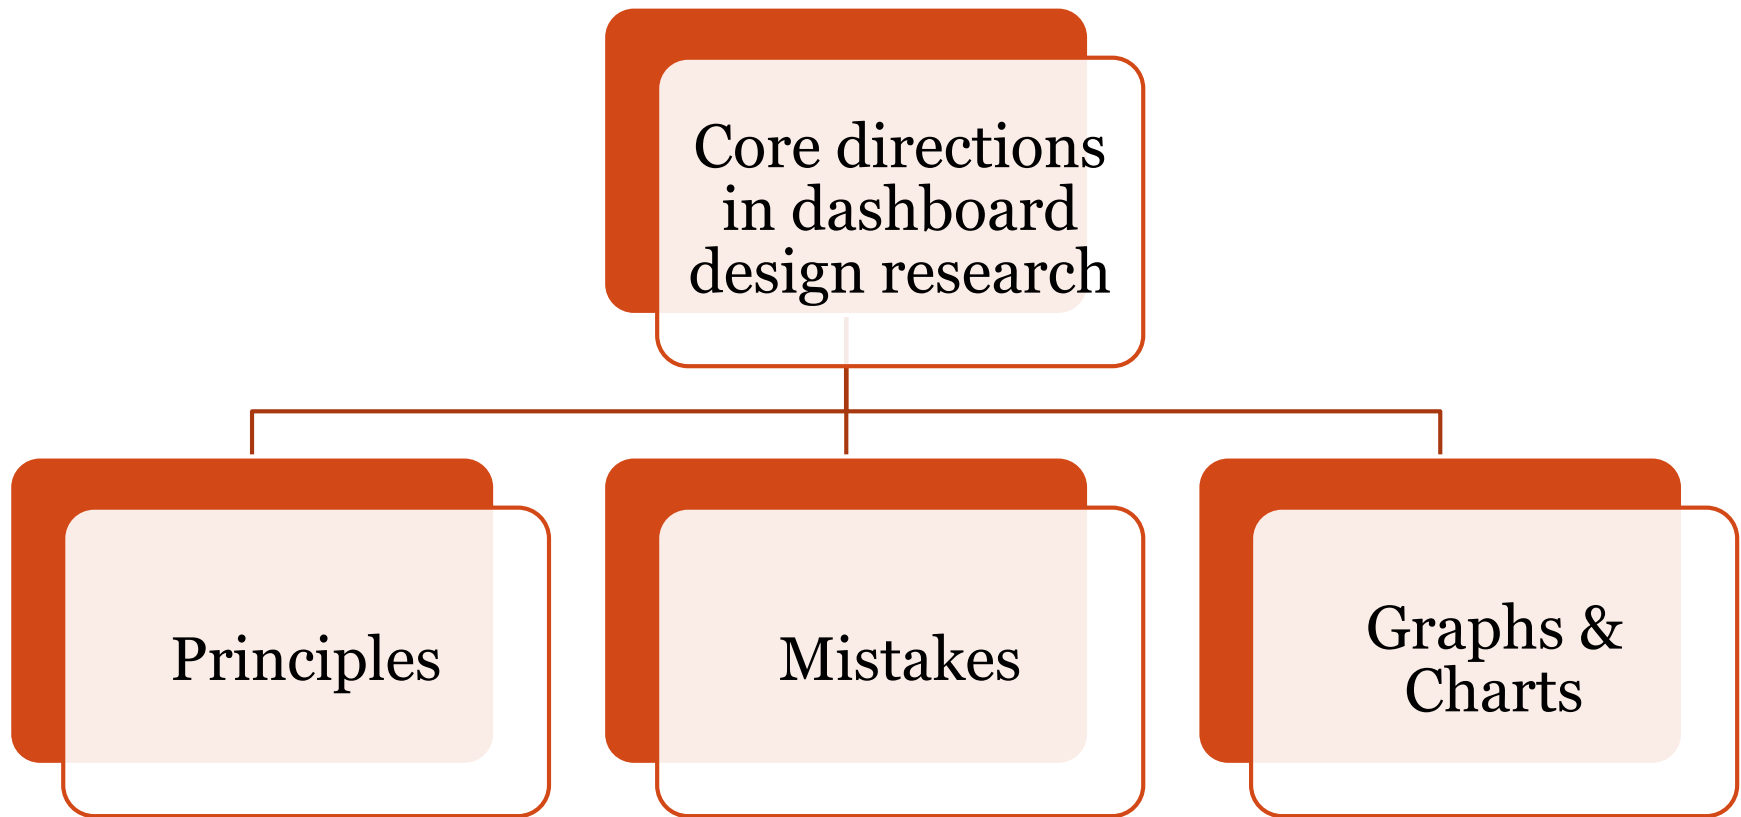 Core directions
in dashboard
design research
Principles
Mistakes
Graphs &
Charts